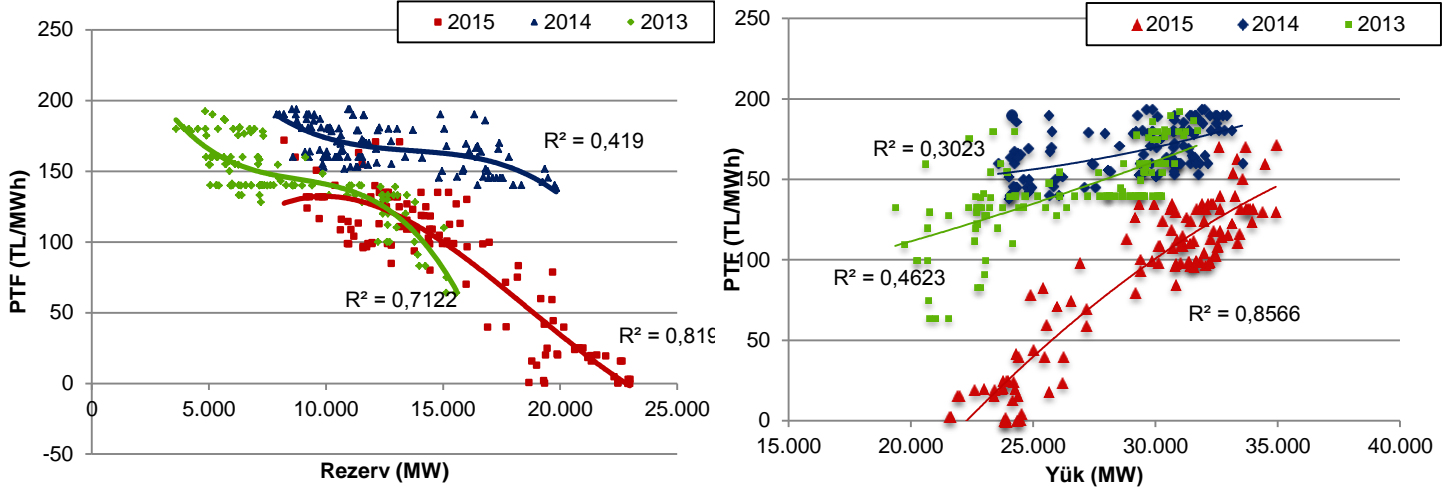 2015 2014 2013
250
200
150
100
50
0
-50
PTF (TL/MWh)
R² = 0,419
R² = 0,7122
R² = 0,819
0 5.000 10.000 15.000 20.000 25.000
Rezerv (MW)
2015 2014 2013
250
200
150
100
50
0
PTF (TL/MWh)
R² = 0,3023
R² = 0,4623
R² = 0,8566
15.000 20.000 25.000 30.000 35.000 40.000
Yük (MW)